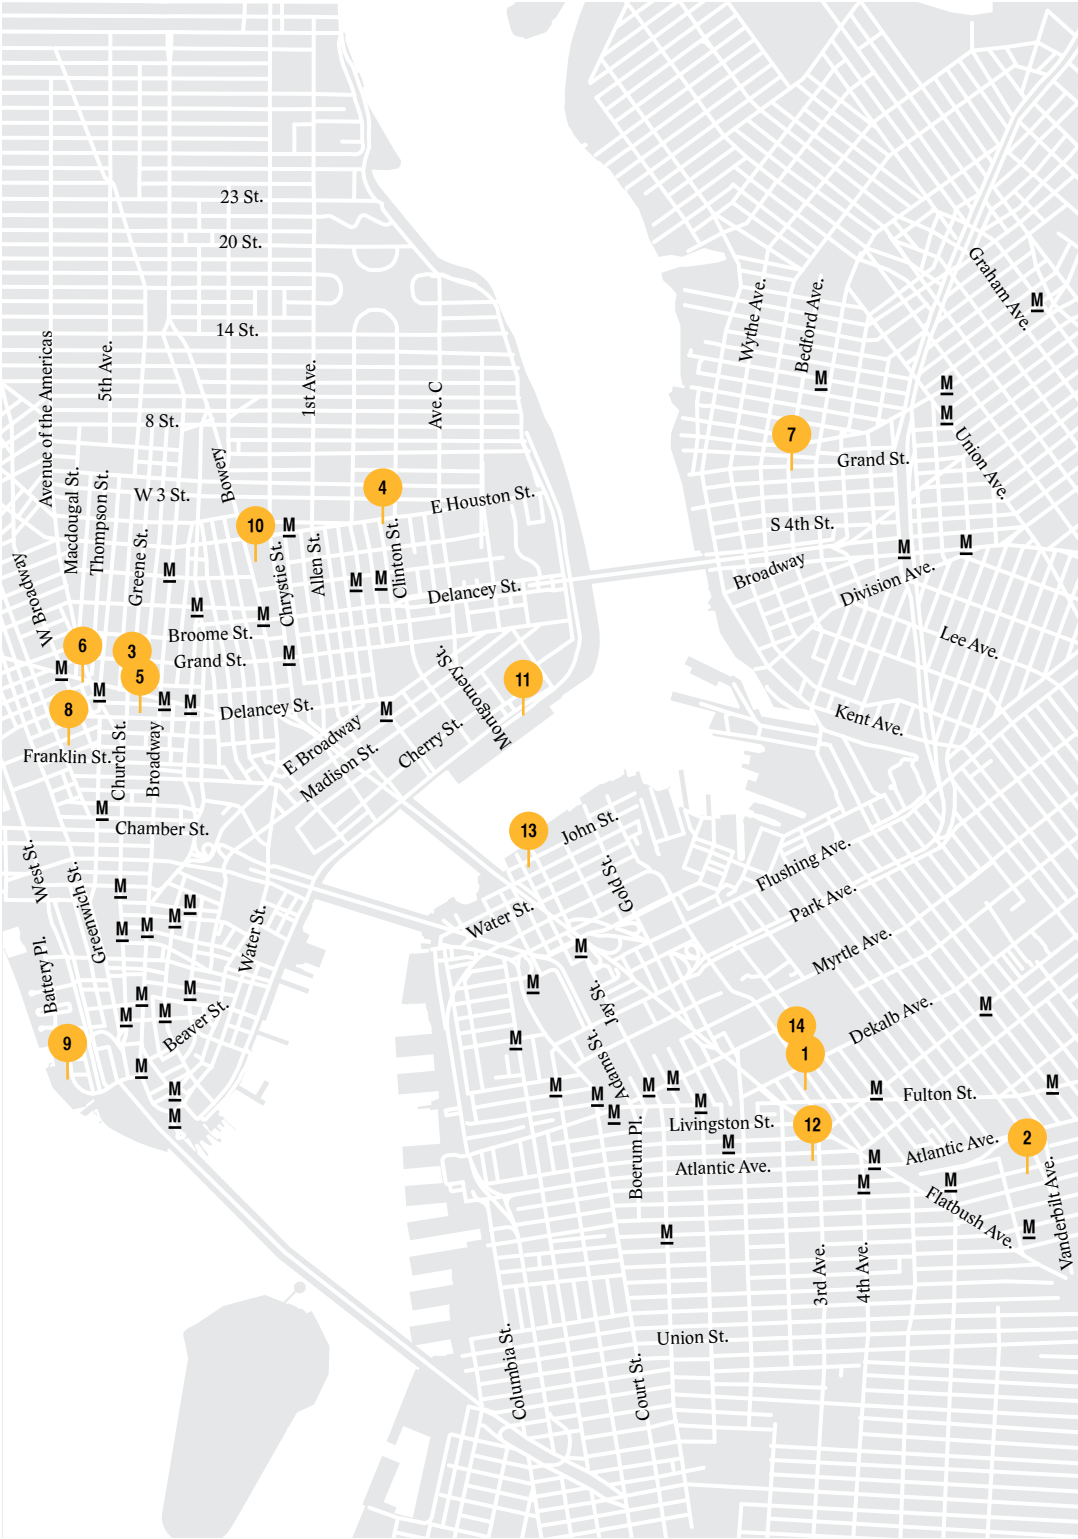 23 St.
20 St.
14 St.
8 St.
W 3 St.
Avenue of the Americas
5th Ave.
1st Ave.
Ave. C
Macdougal St.
Thompson St.
Bowery
Greene St.
W Broadway
4
E Houston St.
10
M
Chrystie St.
Allen St.
Clinton St.
M
M
M
M
M
Delancey St.
Broome St.
Grand St.
M
6
3
5
M
M
M
M
8
Delancey St.
Franklin St.
Church St.
Broadway
E Broadway
Madison St.
M
Cherry St.
Montgomery St.
11
M
Chamber St.
West St.
Greenwich St.
Battery Pl.
Water St.
M
M
M
M
M
M
M
M
M
Beaver St.
9
M
M
M
Wythe Ave.
Bedford Ave.
Graham Ave.
M
M
M
M
7
Grand St.
Union Ave.
S 4th St.
Broadway
M
M
Division Ave.
Lee Ave.
Kent Ave.
13
John St.
Gold St.
Water St.
Flushing Ave.
Park Ave.
Myrtle Ave.
M
M
Jay St.
Adams St.
M
Dekalb Ave.
M
14
1
M
M
M
M
M
M
M
Fulton St.
M
Livingston St.
12
M
Atlantic Ave.
Boerum Pl.
Atlantic Ave.
2
M
M
M
Flatbush Ave.
M
Vanderbilt Ave.
M
3rd Ave.
4th Ave.
Union St.
Columbia St.
Court St.